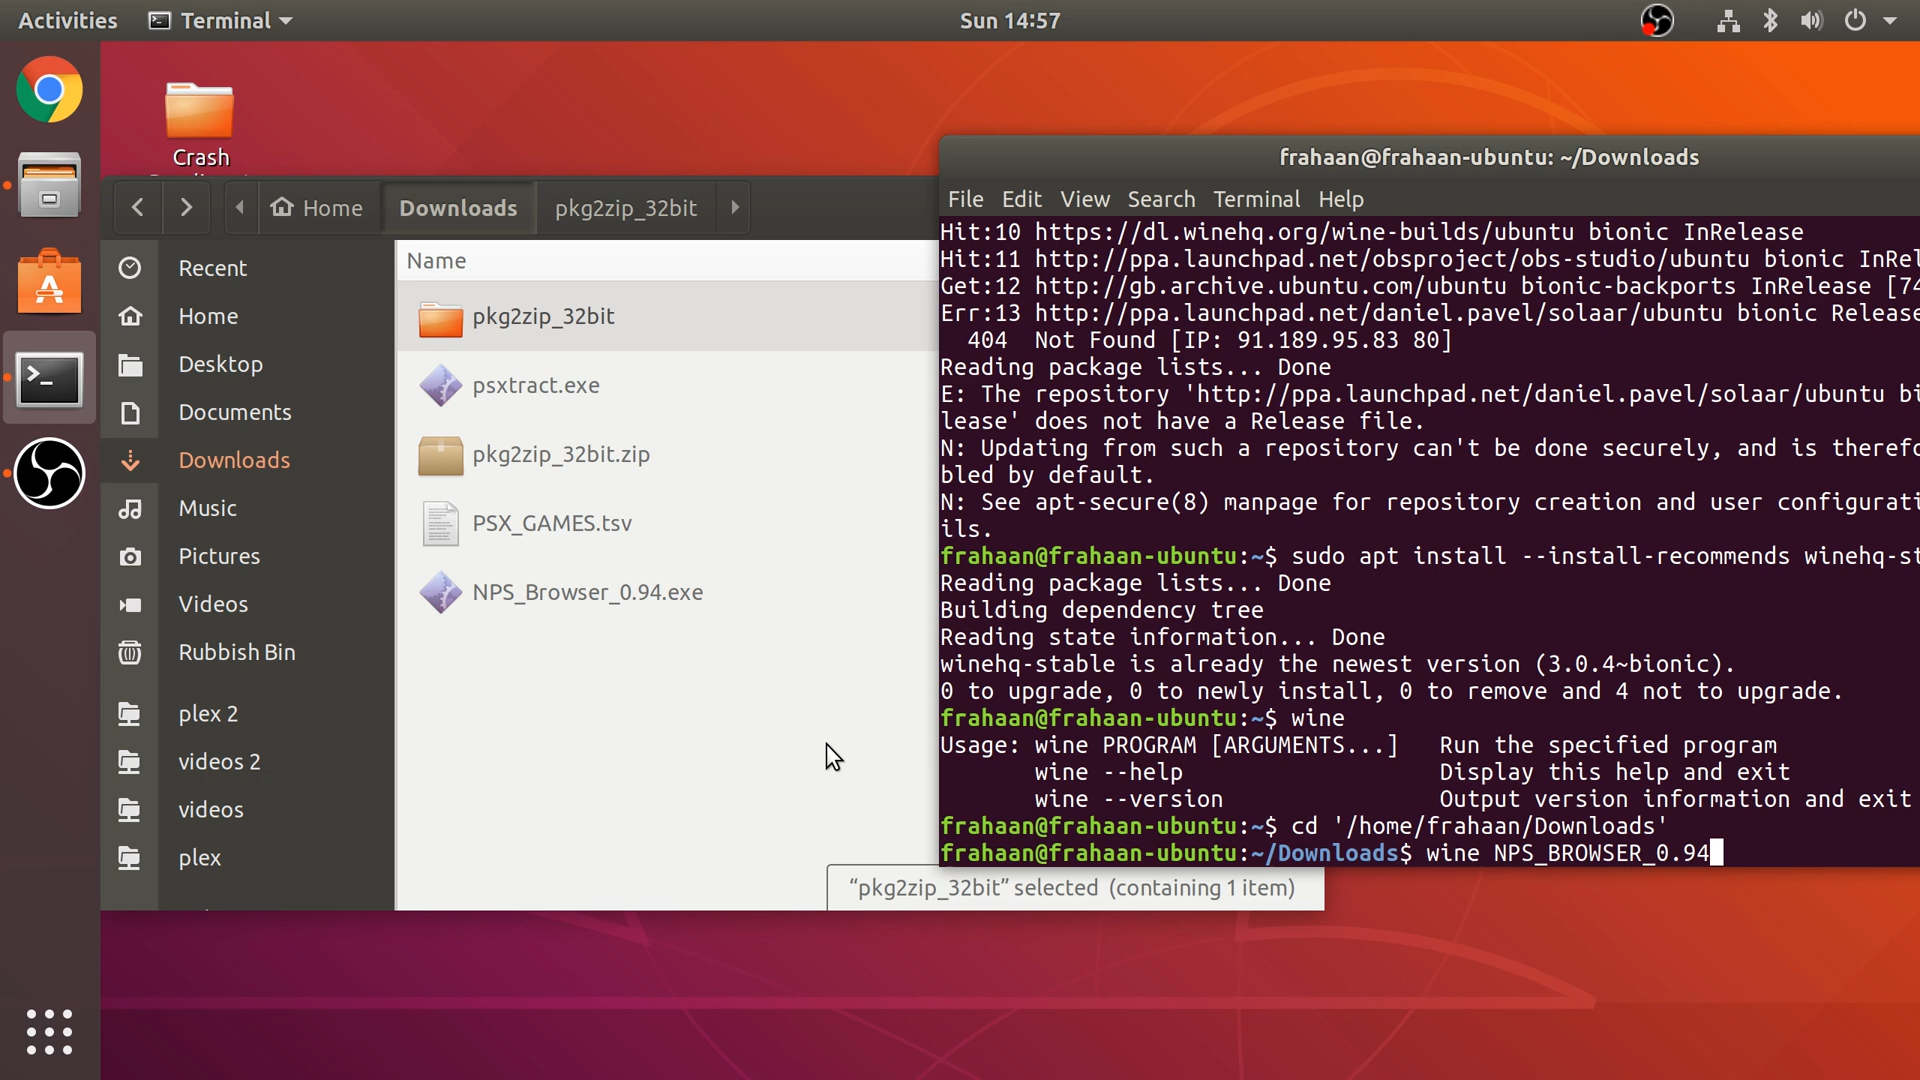 Activities Terminal Sun 14:57
Crash
Home Downloads pkg2zip_32bit
Recent
Home
Desktop
Documents
Downloads
Music
Pictures
Videos
Rubbish Bin
plex 2
videos 2
videos
plex
Name
pkg2zip_32bit
psxtract.exe
pkg2zip_32bit.zip
PSX_GAMES.tsv
NPS_Browser_0.94.exe
“pkg2zip_32bit” selected (containing 1 item)
frahaan@frahaan-ubuntu: ~/Downloads
File Edit View Search Terminal Help
Hit:10 https://dl.winehq.org/wine-builds/ubuntu bionic InRelease
Hit:11 http://ppa.launchpad.net/obsproject/obs-studio/ubuntu bionic InRel
Get:12 http://gb.archive.ubuntu.com/ubuntu bionic-backports InRelease [74
Err:13 http://ppa.launchpad.net/daniel.pavel/solaar/ubuntu bionic Release
404 Not Found [IP: 91.189.95.83 80]
Reading package lists... Done
E: The repository 'http://ppa.launchpad.net/daniel.pavel/solaar/ubuntu bi
lease' does not have a Release file.
N: Updating from such a repository can't be done securely, and is therefo
bled by default.
N: See apt-secure(8) manpage for repository creation and user configurati
ils.
frahaan@frahaan-ubuntu:~$ sudo apt install --install-recommends winehq-st
Reading package lists... Done
Building dependency tree
Reading state information... Done
winehq-stable is already the newest version (3.0.4~bionic).
0 to upgrade, 0 to newly install, 0 to remove and 4 not to upgrade.
frahaan@frahaan-ubuntu:~$ wine
Usage: wine PROGRAM [ARGUMENTS...] Run the specified program
wine --help Display this help and exit
wine --version Output version information and exit
frahaan@frahaan-ubuntu:~$ cd '/home/frahaan/Downloads'
frahaan@frahaan-ubuntu:~/Downloads$ wine NPS_BROWSER_0.94